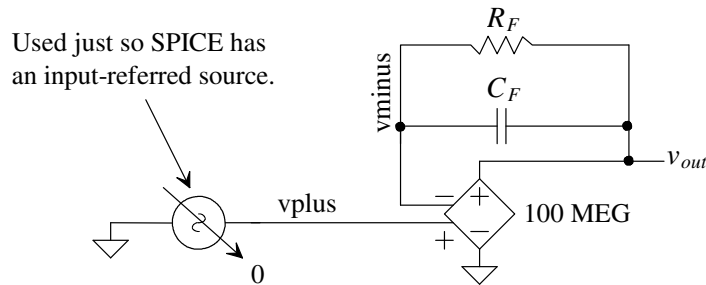 R_F
Used just so SPICE has
an input-referred source.
C_F
vminus
v_out
vplus
100 MEG
− +
+ −
0